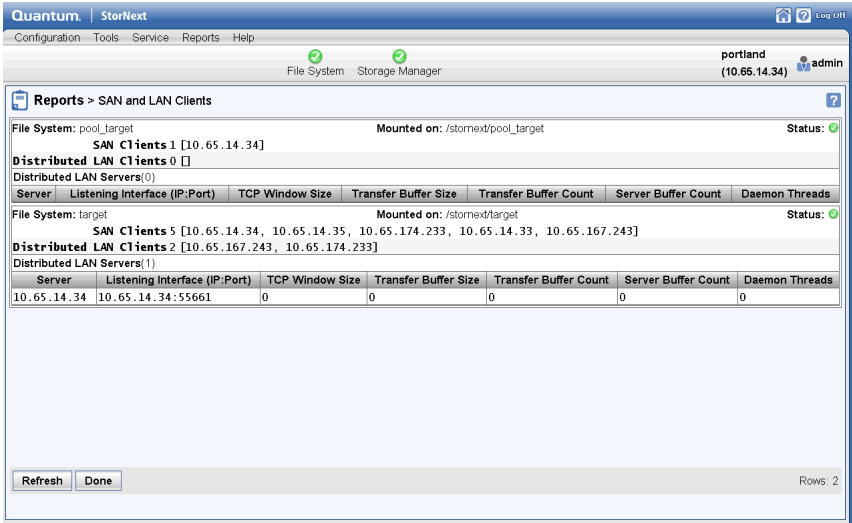 Quantum. StorNext Log Off
Configuration Tools Service Reports Help
File System Storage Manager portland (10.65.14.34) admin
Reports > SAN and LAN Clients ?
File System: pool_target Mounted on: /stornext/pool_target Status:
SAN Clients 1 [10.65.14.34]
Distributed LAN Clients 0 []
Distributed LAN Servers(0)
Server Listening Interface (IP:Port) TCP Window Size Transfer Buffer Size Transfer Buffer Count Server Buffer Count Daemon Threads
File System: target Mounted on: /stornext/target Status:
SAN Clients 5 [10.65.14.34, 10.65.14.35, 10.65.174.233, 10.65.14.33, 10.65.167.243]
Distributed LAN Clients 2 [10.65.167.243, 10.65.174.233]
Distributed LAN Servers(1)
Server Listening Interface (IP:Port) TCP Window Size Transfer Buffer Size Transfer Buffer Count Server Buffer Count Daemon Threads
10.65.14.34 10.65.14.34:55661 0 0 0 0 0
Refresh Done Rows: 2